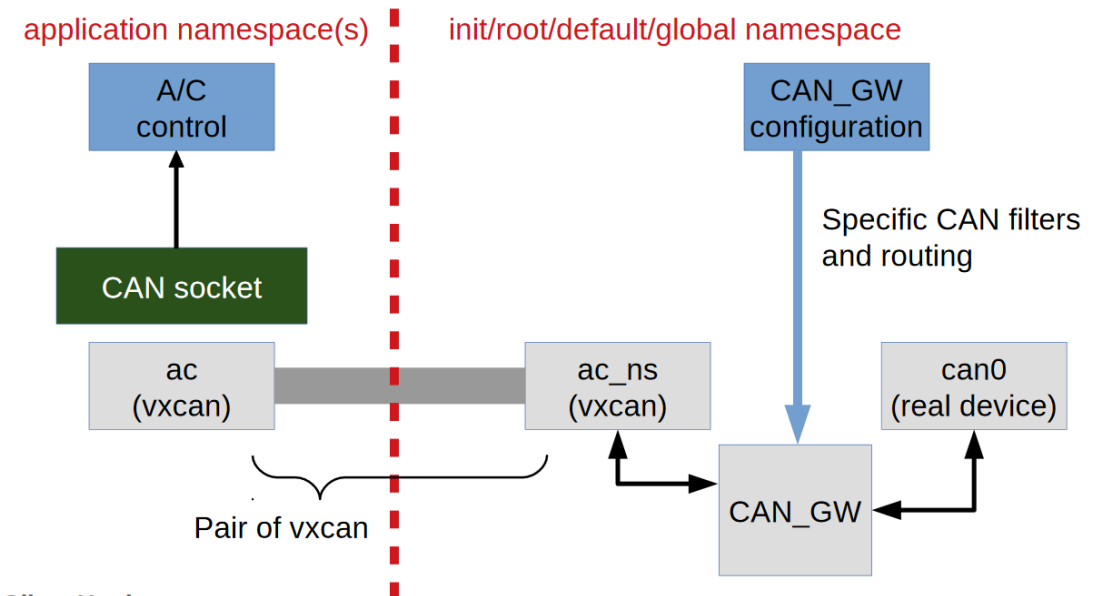 application namespace(s)
init/root/default/global namespace
A/C
control
CAN_GW
configuration
Specific CAN filters
and routing
CAN socket
ac
(vxcan)
ac_ns
(vxcan)
can0
(real device)
CAN_GW
Pair of vxcan